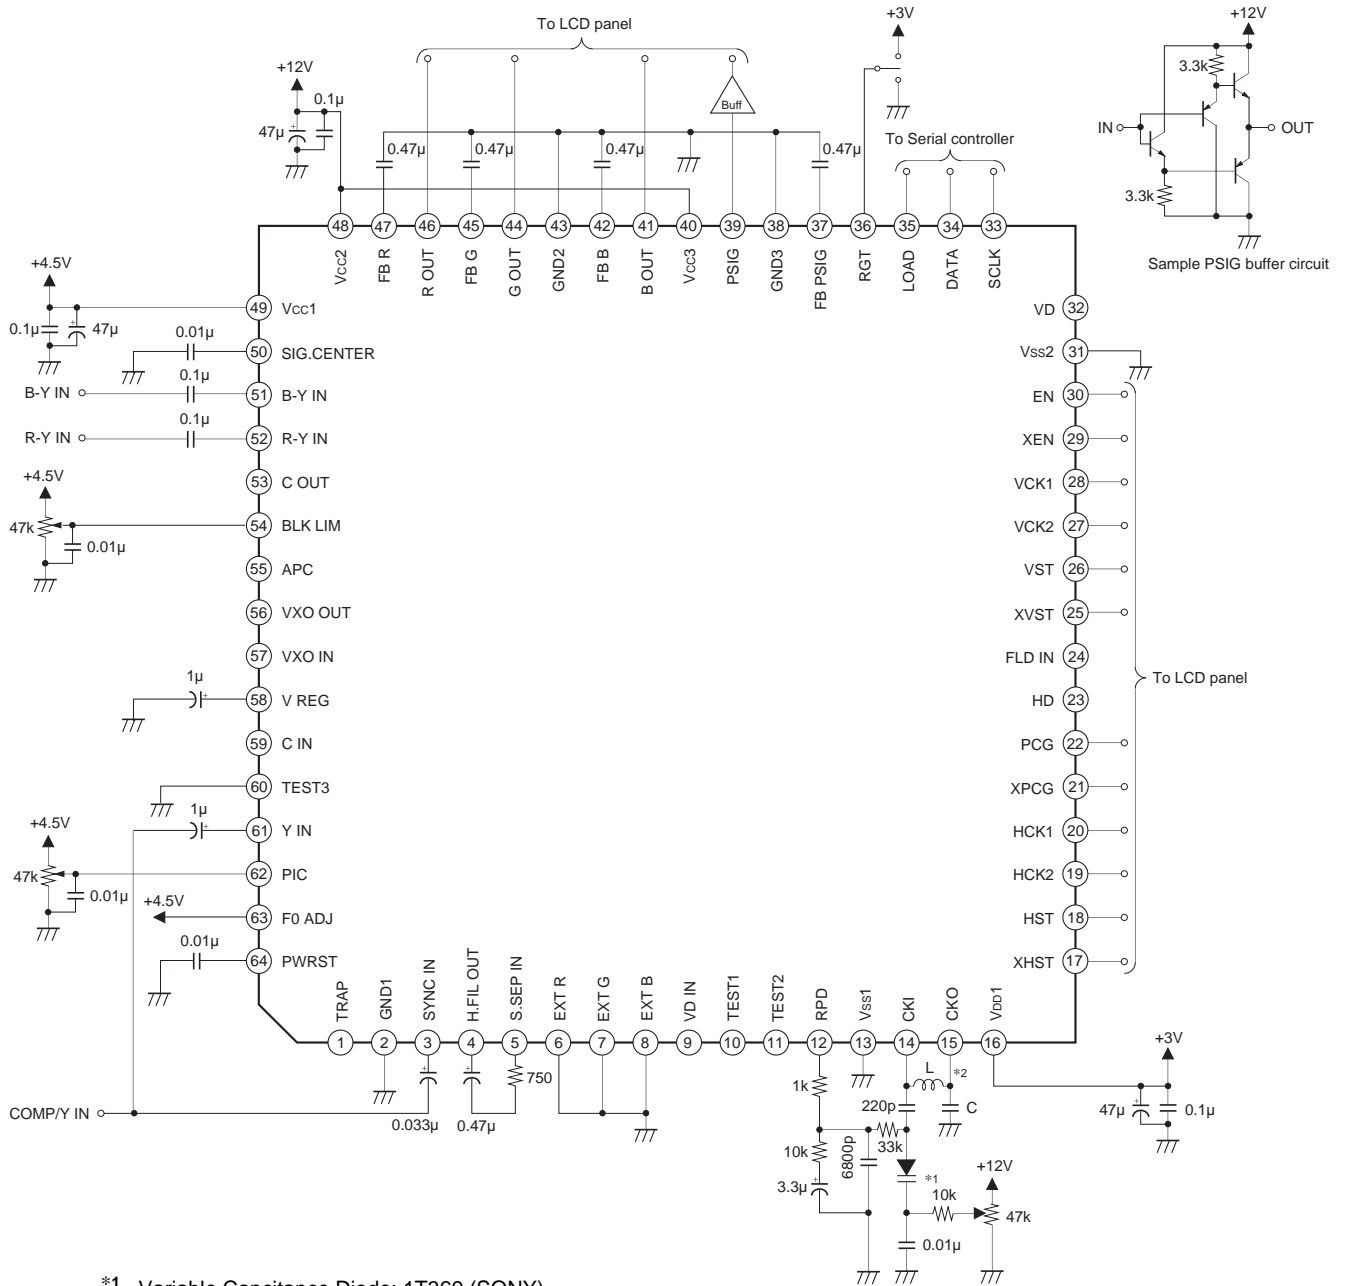 To LCD panel
+3V
+12V
+12V
0.1μ
47μ
3.3k
Buff
IN
OUT
0.47μ
0.47μ
0.47μ
0.47μ
To Serial controller
3.3k
Sample PSIG buffer circuit
48 47 46 45 44 43 42 41 40 39 38 37 36 35 34 33
VCC2
FB R
R OUT
FB G
G OUT
GND2
FB B
B OUT
VCC3
PSIG
GND3
FB PSIG
RGT
LOAD
DATA
SCLK
+4.5V
0.1μ
47μ
49 VCC1
0.01μ
50 SIG.CENTER
B-Y IN
0.1μ
51 B-Y IN
R-Y IN
0.1μ
52 R-Y IN
53 C OUT
+4.5V
47k
0.01μ
54 BLK LIM
55 APC
56 VXO OUT
57 VXO IN
1μ
58 V REG
59 C IN
60 TEST3
1μ
61 Y IN
+4.5V
47k
0.01μ
62 PIC
+4.5V
63 F0 ADJ
0.01μ
64 PWRST
VD 32
VSS2 31
EN 30
XEN 29
VCK1 28
VCK2 27
VST 26
XVST 25
FLD IN 24
HD 23
PCG 22
XPCG 21
HCK1 20
HCK2 19
HST 18
XHST 17
To LCD panel
TRAP
GND1
SYNC IN
H.FIL OUT
S.SEP IN
EXT R
EXT G
EXT B
VD IN
TEST1
TEST2
RPD
VSS1
CKI
CKO
VDD1
1 2 3 4 5 6 7 8 9 10 11 12 13 14 15 16
COMP/Y IN
0.033μ
0.47μ
750
1k
220p
L
*2
C
33k
10k
6800p
3.3μ
*1
10k
+12V
47k
0.01μ
+3V
47μ
0.1μ